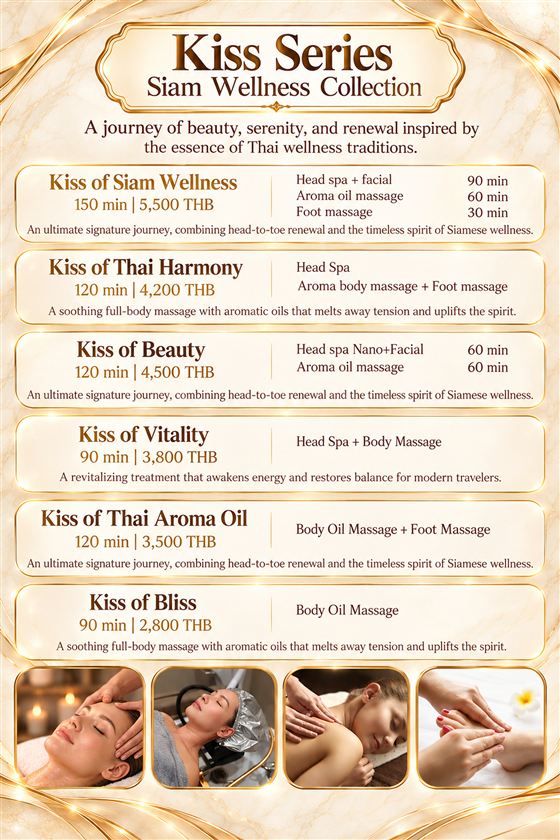 Kiss Series
Siam Wellness Collection
A journey of beauty, serenity, and renewal inspired by
the essence of Thai wellness traditions.
Kiss of Siam Wellness
150 min | 5,500 THB
Head spa + facial 90 min
Aroma oil massage 60 min
Foot massage 30 min
An ultimate signature journey, combining head-to-toe renewal and the timeless spirit of Siamese wellness.
Kiss of Thai Harmony
120 min | 4,200 THB
Head Spa
Aroma body massage + Foot massage
A soothing full-body massage with aromatic oils that melts away tension and uplifts the spirit.
Kiss of Beauty
120 min | 4,500 THB
Head spa Nano+Facial 60 min
Aroma oil massage 60 min
An ultimate signature journey, combining head-to-toe renewal and the timeless spirit of Siamese wellness.
Kiss of Vitality
90 min | 3,800 THB
Head Spa + Body Massage
A revitalizing treatment that awakens energy and restores balance for modern travelers.
Kiss of Thai Aroma Oil
120 min | 3,500 THB
Body Oil Massage + Foot Massage
An ultimate signature journey, combining head-to-toe renewal and the timeless spirit of Siamese wellness.
Kiss of Bliss
90 min | 2,800 THB
Body Oil Massage
A soothing full-body massage with aromatic oils that melts away tension and uplifts the spirit.